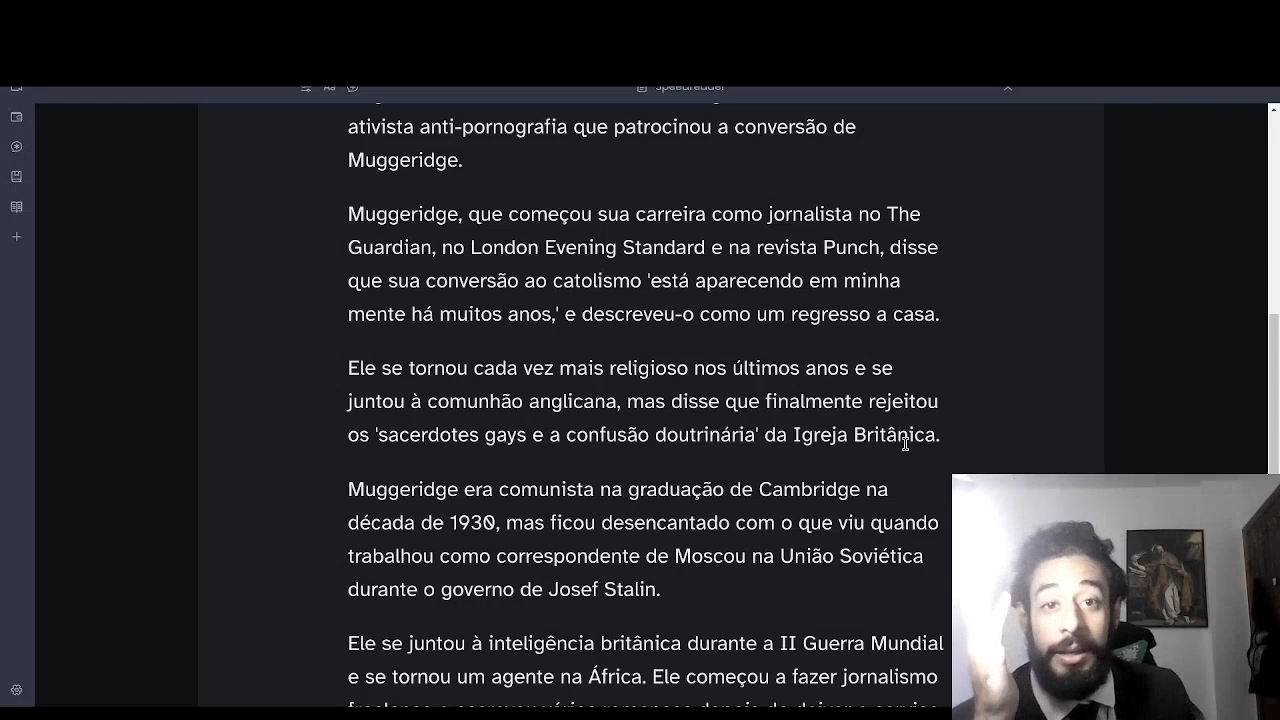 Aa
Speedreader
ativista anti-pornografia que patrocinou a conversão de
Muggeridge.
Muggeridge, que começou sua carreira como jornalista no The
Guardian, no London Evening Standard e na revista Punch, disse
que sua conversão ao catolismo 'está aparecendo em minha
mente há muitos anos,' e descreveu-o como um regresso a casa.
Ele se tornou cada vez mais religioso nos últimos anos e se
juntou à comunhão anglicana, mas disse que finalmente rejeitou
os 'sacerdotes gays e a confusão doutrinária' da Igreja Britânica.
Muggeridge era comunista na graduação de Cambridge na
década de 1930, mas ficou desencantado com o que viu quando
trabalhou como correspondente de Moscou na União Soviética
durante o governo de Josef Stalin.
Ele se juntou à inteligência britânica durante a II Guerra Mundial
e se tornou um agente na África. Ele começou a fazer jornalismo